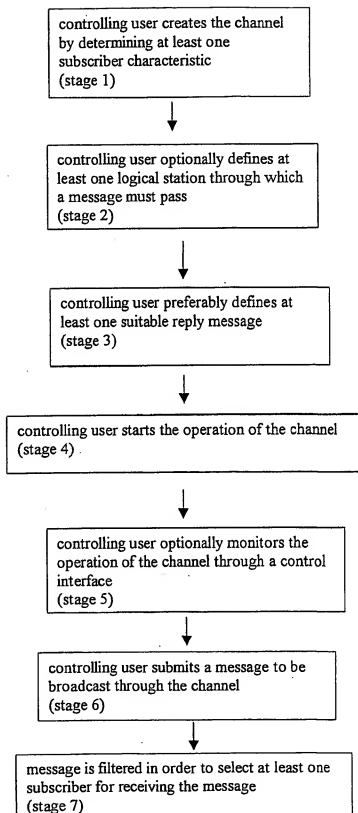 controlling user creates the channel
by determining at least one
subscriber characteristic
(stage 1)
controlling user optionally defines at
least one logical station through which
a message must pass
(stage 2)
controlling user preferably defines at
least one suitable reply message
(stage 3)
controlling user starts the operation of the channel
(stage 4)
controlling user optionally monitors the
operation of the channel through a control
interface
(stage 5)
controlling user submits a message to be
broadcast through the channel
(stage 6)
message is filtered in order to select at least one
subscriber for receiving the message
(stage 7)